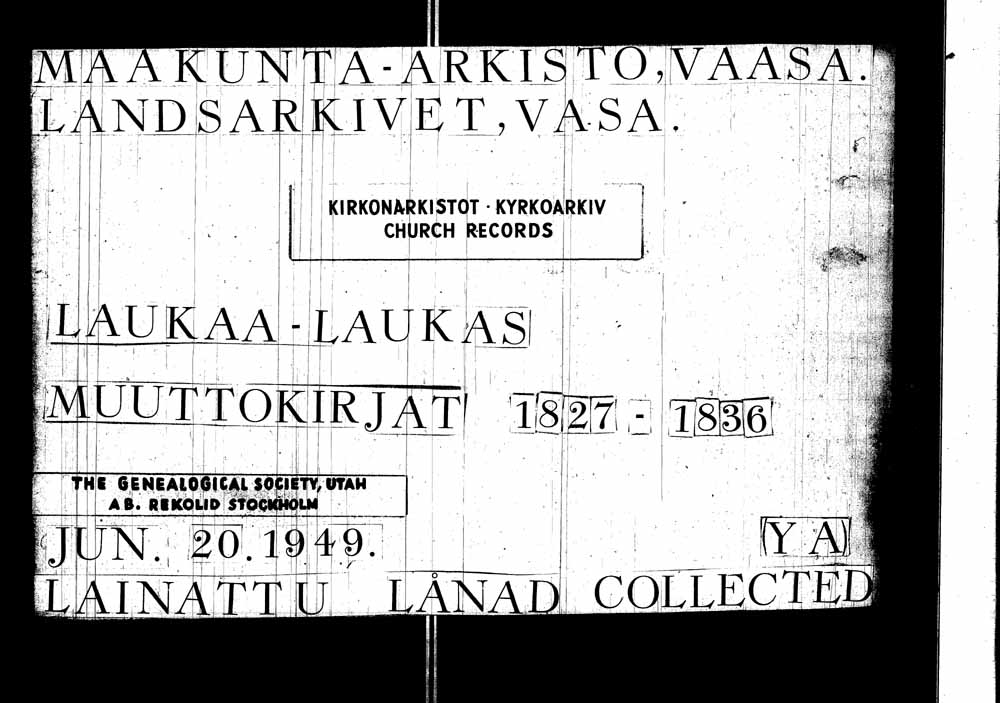 MAAKUNTA-ARKISTO, VAASA.
LANDSARKIVET, VASA.
KIRKONARKISTOT · KYRKOARKIV
CHURCH RECORDS
LAUKAA - LAUKAS
MUUTTOKIRJAT 1827 - 1836
THE GENEALOGICAL SOCIETY, UTAH
AB. REKOLID STOCKHOLM
JUN. 20. 1949. (YA)
LAINATTU LÅNAD COLLECTED